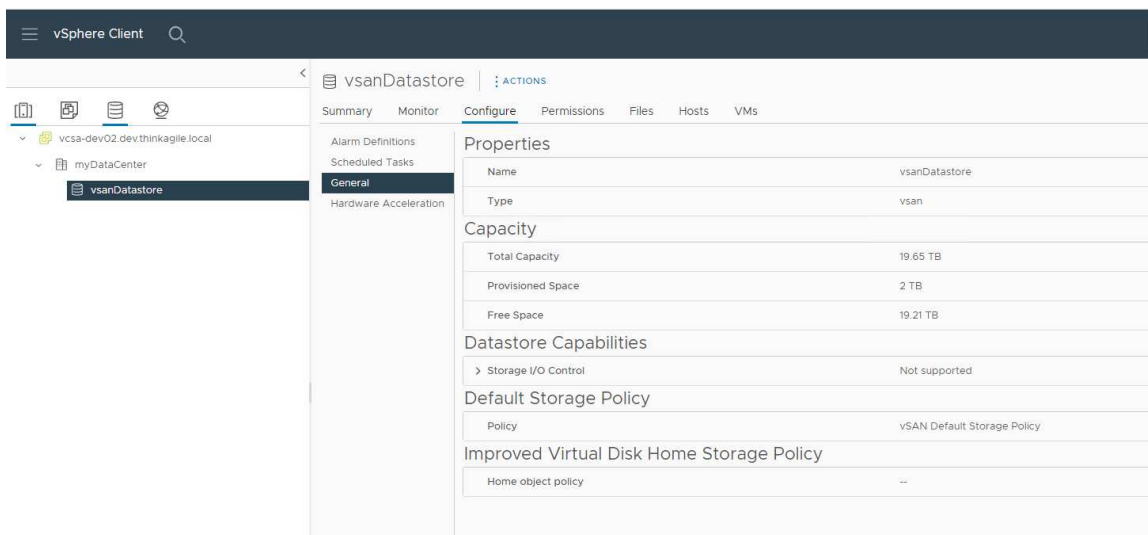 vSphere Client
vsanDatastore ACTIONS
Summary Monitor Configure Permissions Files Hosts VMs
vcsa-dev02.dev.thinkagile.local
myDataCenter
vsanDatastore
Alarm Definitions
Scheduled Tasks
General
Hardware Acceleration
Properties
Name vsanDatastore
Type vsan
Capacity
Total Capacity 19.65 TB
Provisioned Space 2 TB
Free Space 19.21 TB
Datastore Capabilities
Storage I/O Control Not supported
Default Storage Policy
Policy vSAN Default Storage Policy
Improved Virtual Disk Home Storage Policy
Home object policy --